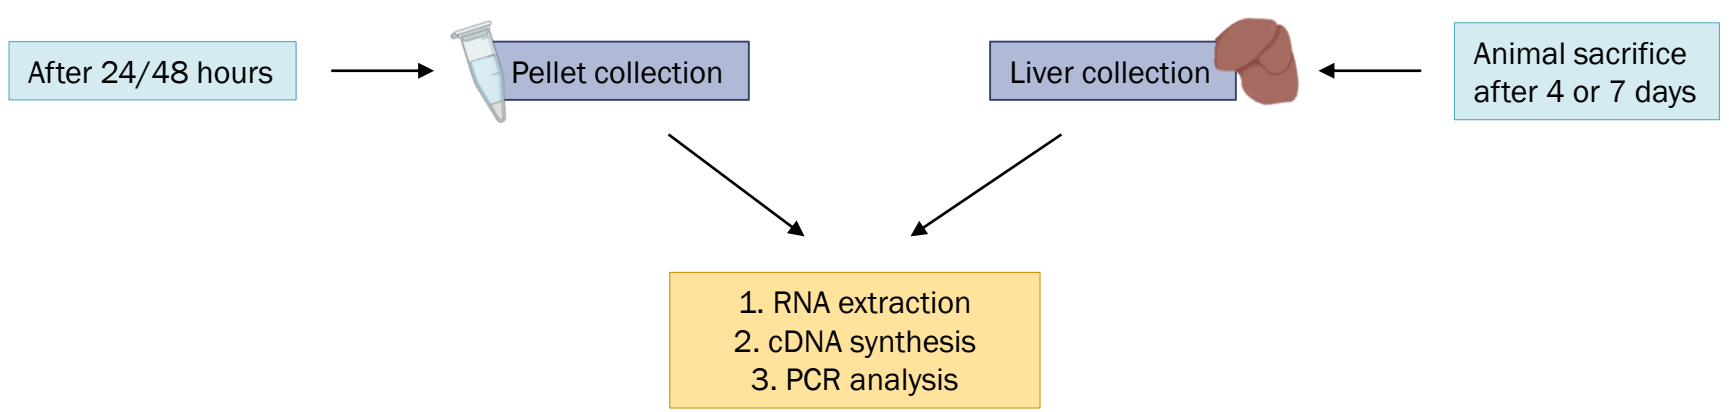 After 24/48 hours
Pellet collection
Liver collection
Animal sacrifice
after 4 or 7 days
1. RNA extraction
2. cDNA synthesis
3. PCR analysis